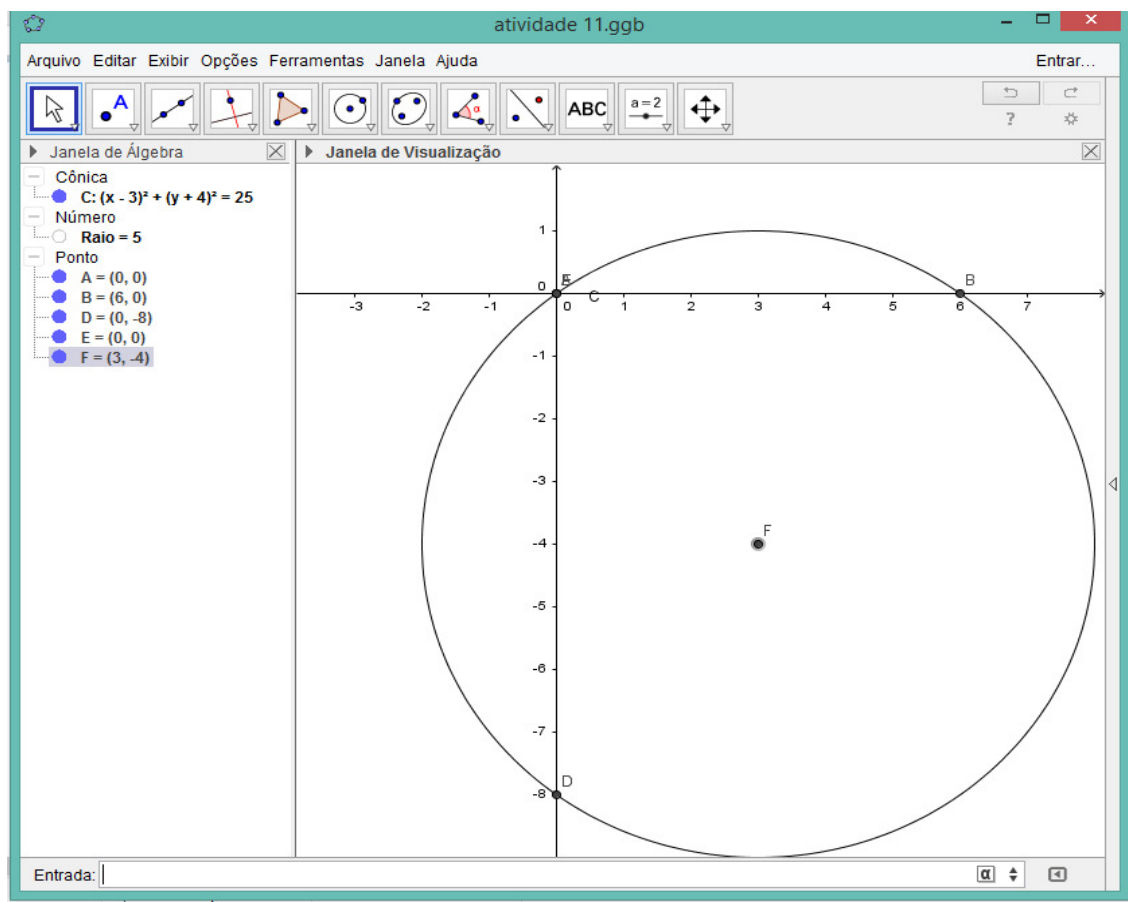 atividade 11.ggb
Arquivo Editar Exibir Opções Ferramentas Janela Ajuda Entrar...
A ABC a=2 α ?
Janela de Álgebra
Janela de Visualização
Cônica
C: (x - 3)² + (y + 4)² = 25
Número
Raio = 5
Ponto
A = (0, 0)
B = (6, 0)
D = (0, -8)
E = (0, 0)
F = (3, -4)
1
E B
0
C
-3 -2 -1 0 1 2 3 4 5 6 7
-1
-2
-3
F
-4
-5
-6
-7
D
-8
Entrada: α